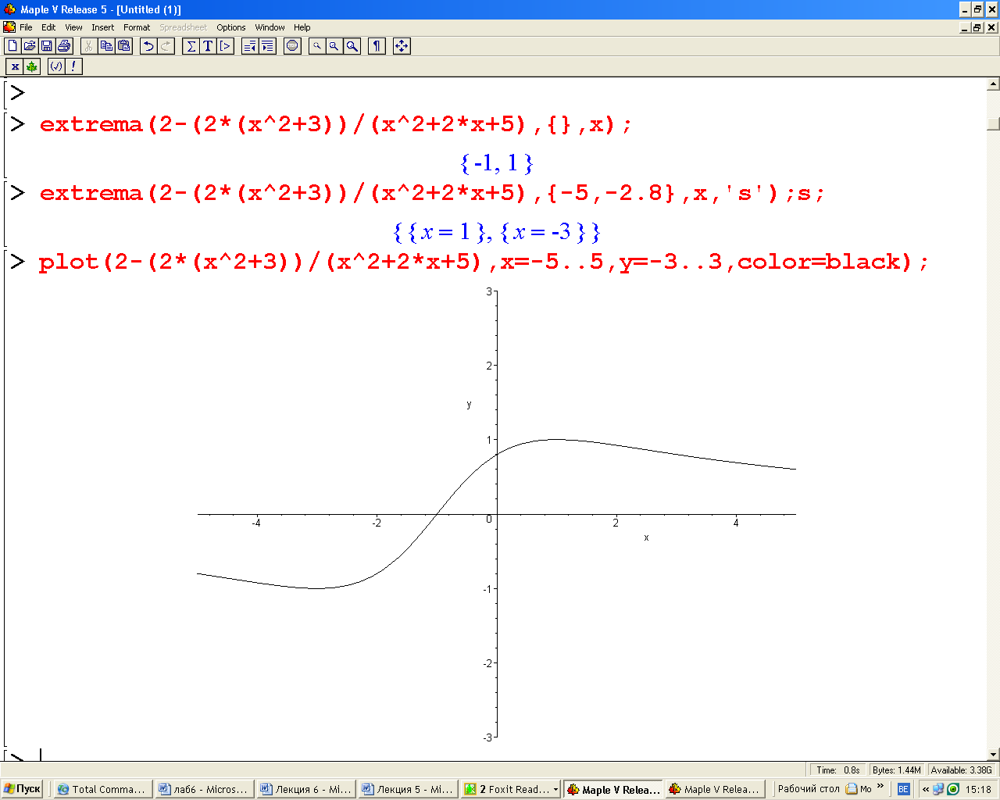 Maple V Release 5 - [Untitled (1)]
File Edit View Insert Format Spreadsheet Options Window Help
>
> extrema(2-(2*(x^2+3))/(x^2+2*x+5),{},x);
{ -1, 1 }
> extrema(2-(2*(x^2+3))/(x^2+2*x+5),{-5,-2.8},x,'s');s;
{ { x = 1 }, { x = -3 } }
> plot(2-(2*(x^2+3))/(x^2+2*x+5),x=-5..5,y=-3..3,color=black);
3
2
y
1
-4 -2 0 2 4
x
-1
-2
-3
>
Time: 0.8s Bytes: 1.44M Available: 3.38G
Пуск Total Comma... лаб6 - Micros... Лекция 6 - Mi... Лекция 5 - Mi... 2 Foxit Read... Maple V Relea... Maple V Relea... Рабочий стол Мо » BE « 15:18